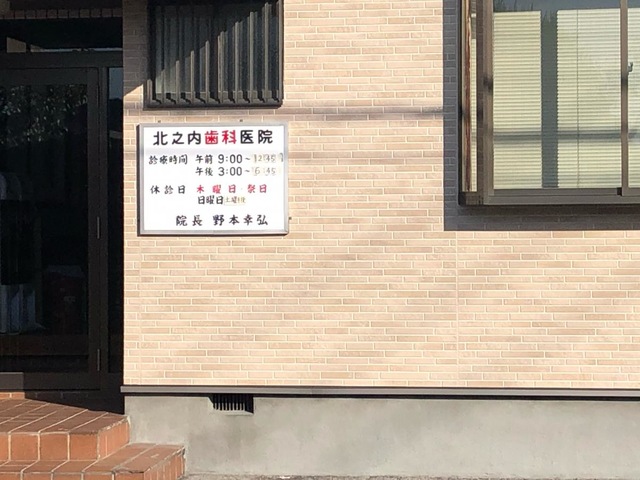 北之内歯科医院
診療時間 午前 9:00~12:45
午後 3:00~6:45
休診日 木曜日・祭日
日曜日
院長 野本幸弘